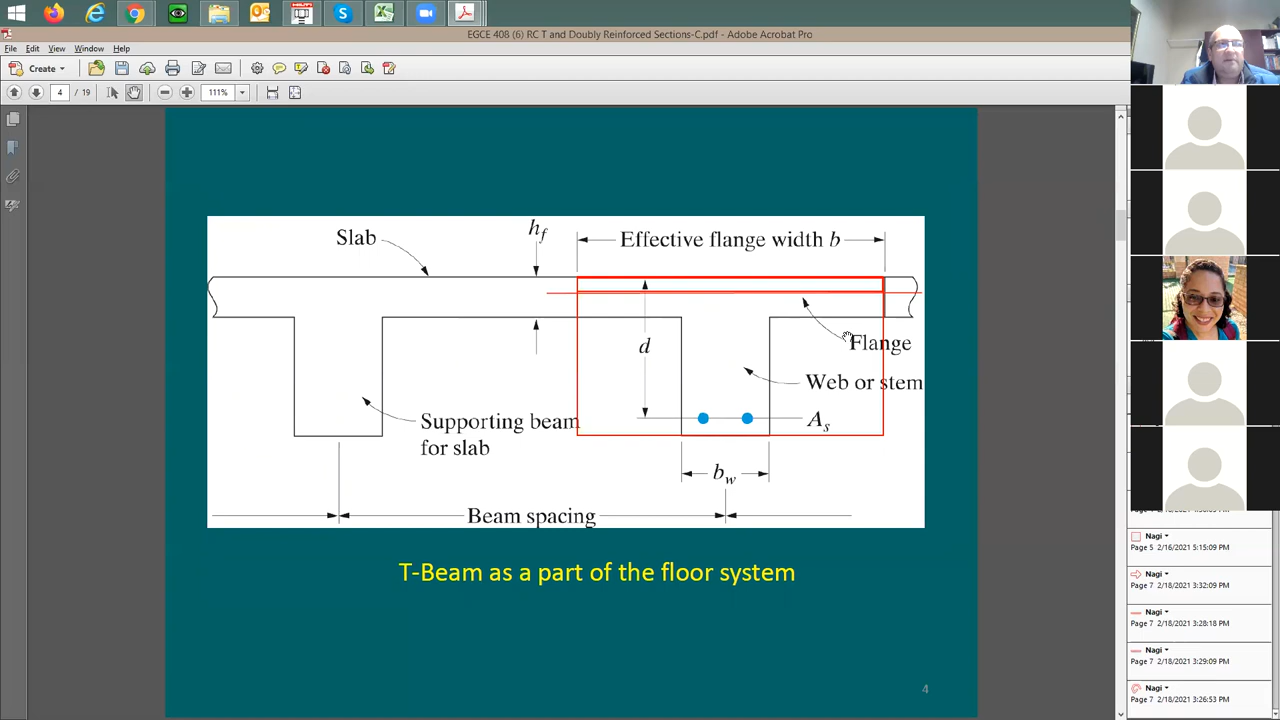 EGCE 408 (6) RC T and Doubly Reinforced Sections-C.pdf - Adobe Acrobat Pro
File Edit View Window Help
Create
4 / 19
111%
Slab
hf
Effective flange width b
d
Flange
Web or stem
As
Supporting beam
for slab
bw
Beam spacing
T-Beam as a part of the floor system
4
Nagi
Page 5 2/16/2021 5:15:09 PM
Nagi
Page 7 2/18/2021 3:32:09 PM
Nagi
Page 7 2/18/2021 3:28:18 PM
Nagi
Page 7 2/18/2021 3:29:09 PM
Nagi
Page 7 2/18/2021 3:26:53 PM